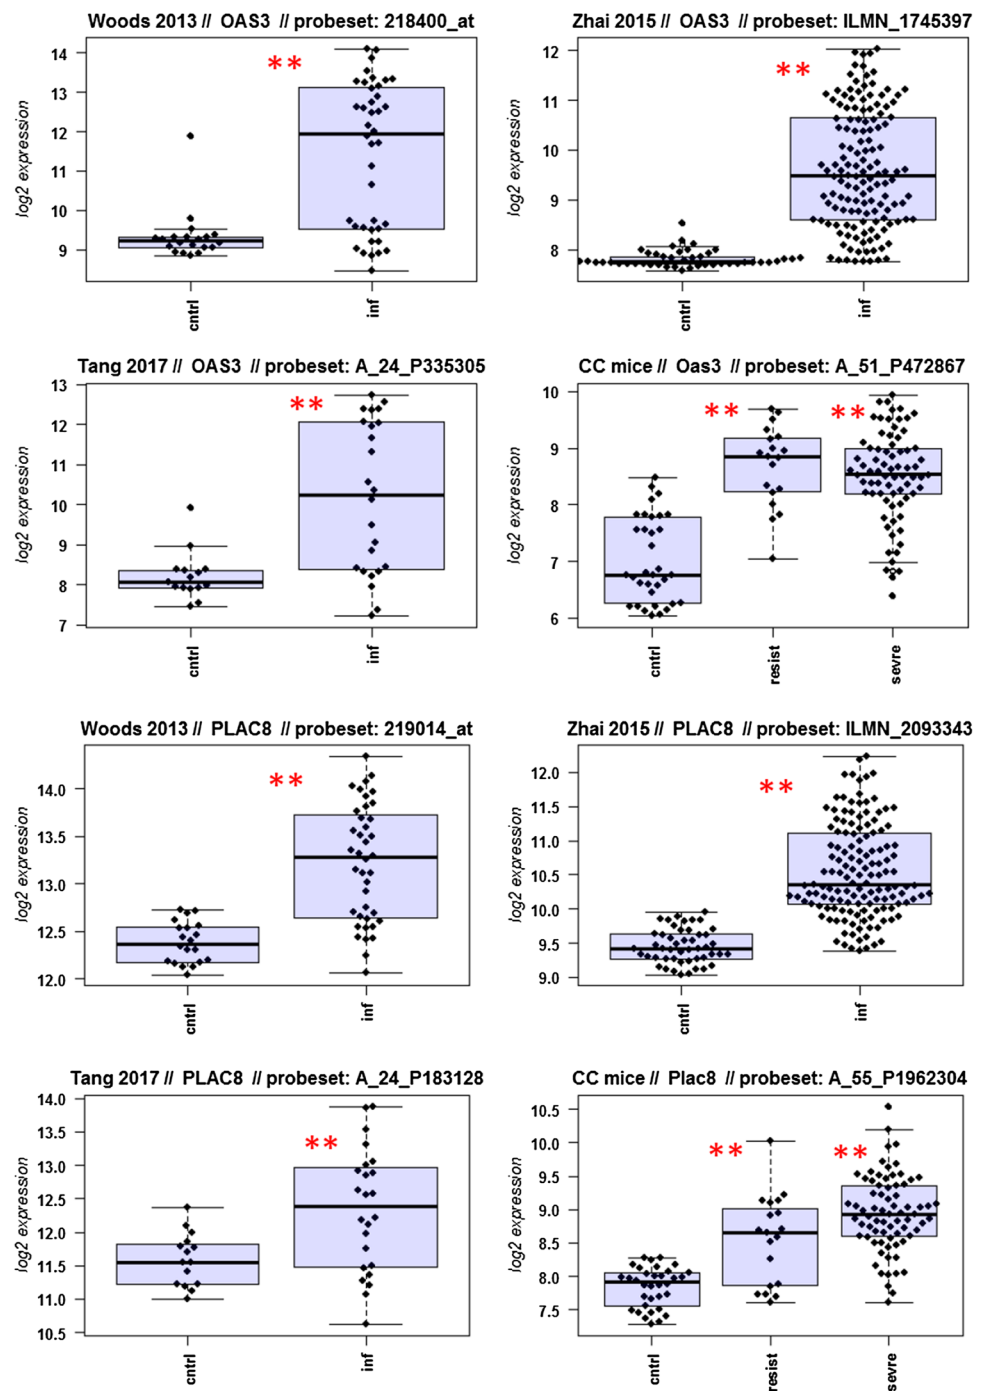 Woods 2013 // OAS3 // probeset: 218400_at
log2 expression
14
13
12
11
10
9
cntrl
inf
**
Zhai 2015 // OAS3 // probeset: ILMN_1745397
log2 expression
12
11
10
9
8
cntrl
inf
**
Tang 2017 // OAS3 // probeset: A_24_P335305
log2 expression
13
12
11
10
9
8
7
cntrl
inf
**
CC mice // Oas3 // probeset: A_51_P472867
log2 expression
10
9
8
7
6
cntrl
resist
sevre
**
**
Woods 2013 // PLAC8 // probeset: 219014_at
log2 expression
14.0
13.5
13.0
12.5
12.0
cntrl
inf
**
Zhai 2015 // PLAC8 // probeset: ILMN_2093343
log2 expression
12.0
11.5
11.0
10.5
10.0
9.5
9.0
cntrl
inf
**
Tang 2017 // PLAC8 // probeset: A_24_P183128
log2 expression
14.0
13.5
13.0
12.5
12.0
11.5
11.0
10.5
cntrl
inf
**
CC mice // Plac8 // probeset: A_55_P1962304
log2 expression
10.5
10.0
9.5
9.0
8.5
8.0
7.5
cntrl
resist
sevre
**
**